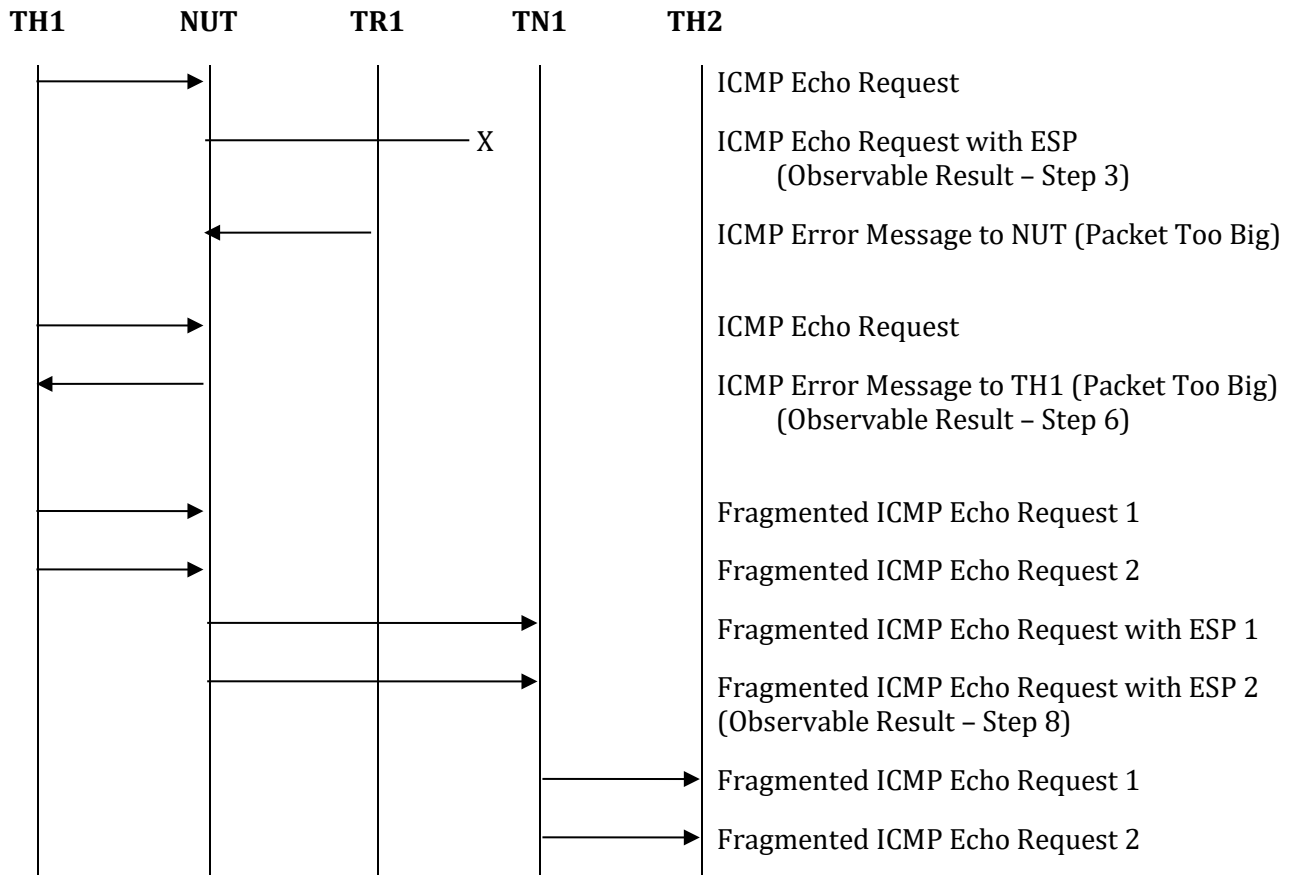 TH1 NUT TR1 TN1 TH2
ICMP Echo Request
X ICMP Echo Request with ESP
(Observable Result – Step 3)
ICMP Error Message to NUT (Packet Too Big)
ICMP Echo Request
ICMP Error Message to TH1 (Packet Too Big)
(Observable Result – Step 6)
Fragmented ICMP Echo Request 1
Fragmented ICMP Echo Request 2
Fragmented ICMP Echo Request with ESP 1
Fragmented ICMP Echo Request with ESP 2
(Observable Result – Step 8)
Fragmented ICMP Echo Request 1
Fragmented ICMP Echo Request 2